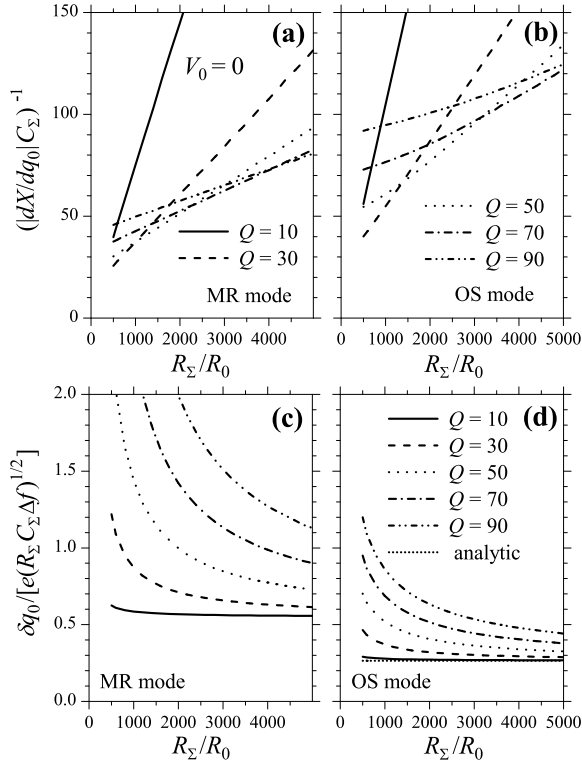 (a)
V0 = 0
(b)
(|dX/dq0|CΣ)⁻¹
150
100
50
0
Q = 10
Q = 30
MR mode
Q = 50
Q = 70
Q = 90
OS mode
0 1000 2000 3000 4000
0 1000 2000 3000 4000 5000
RΣ/R0
RΣ/R0
(c)
(d)
δq0/[e(RΣCΣΔf)^1/2]
2.0
1.5
1.0
0.5
0.0
MR mode
Q = 10
Q = 30
Q = 50
Q = 70
Q = 90
analytic
OS mode
0 1000 2000 3000 4000
0 1000 2000 3000 4000 5000
RΣ/R0
RΣ/R0